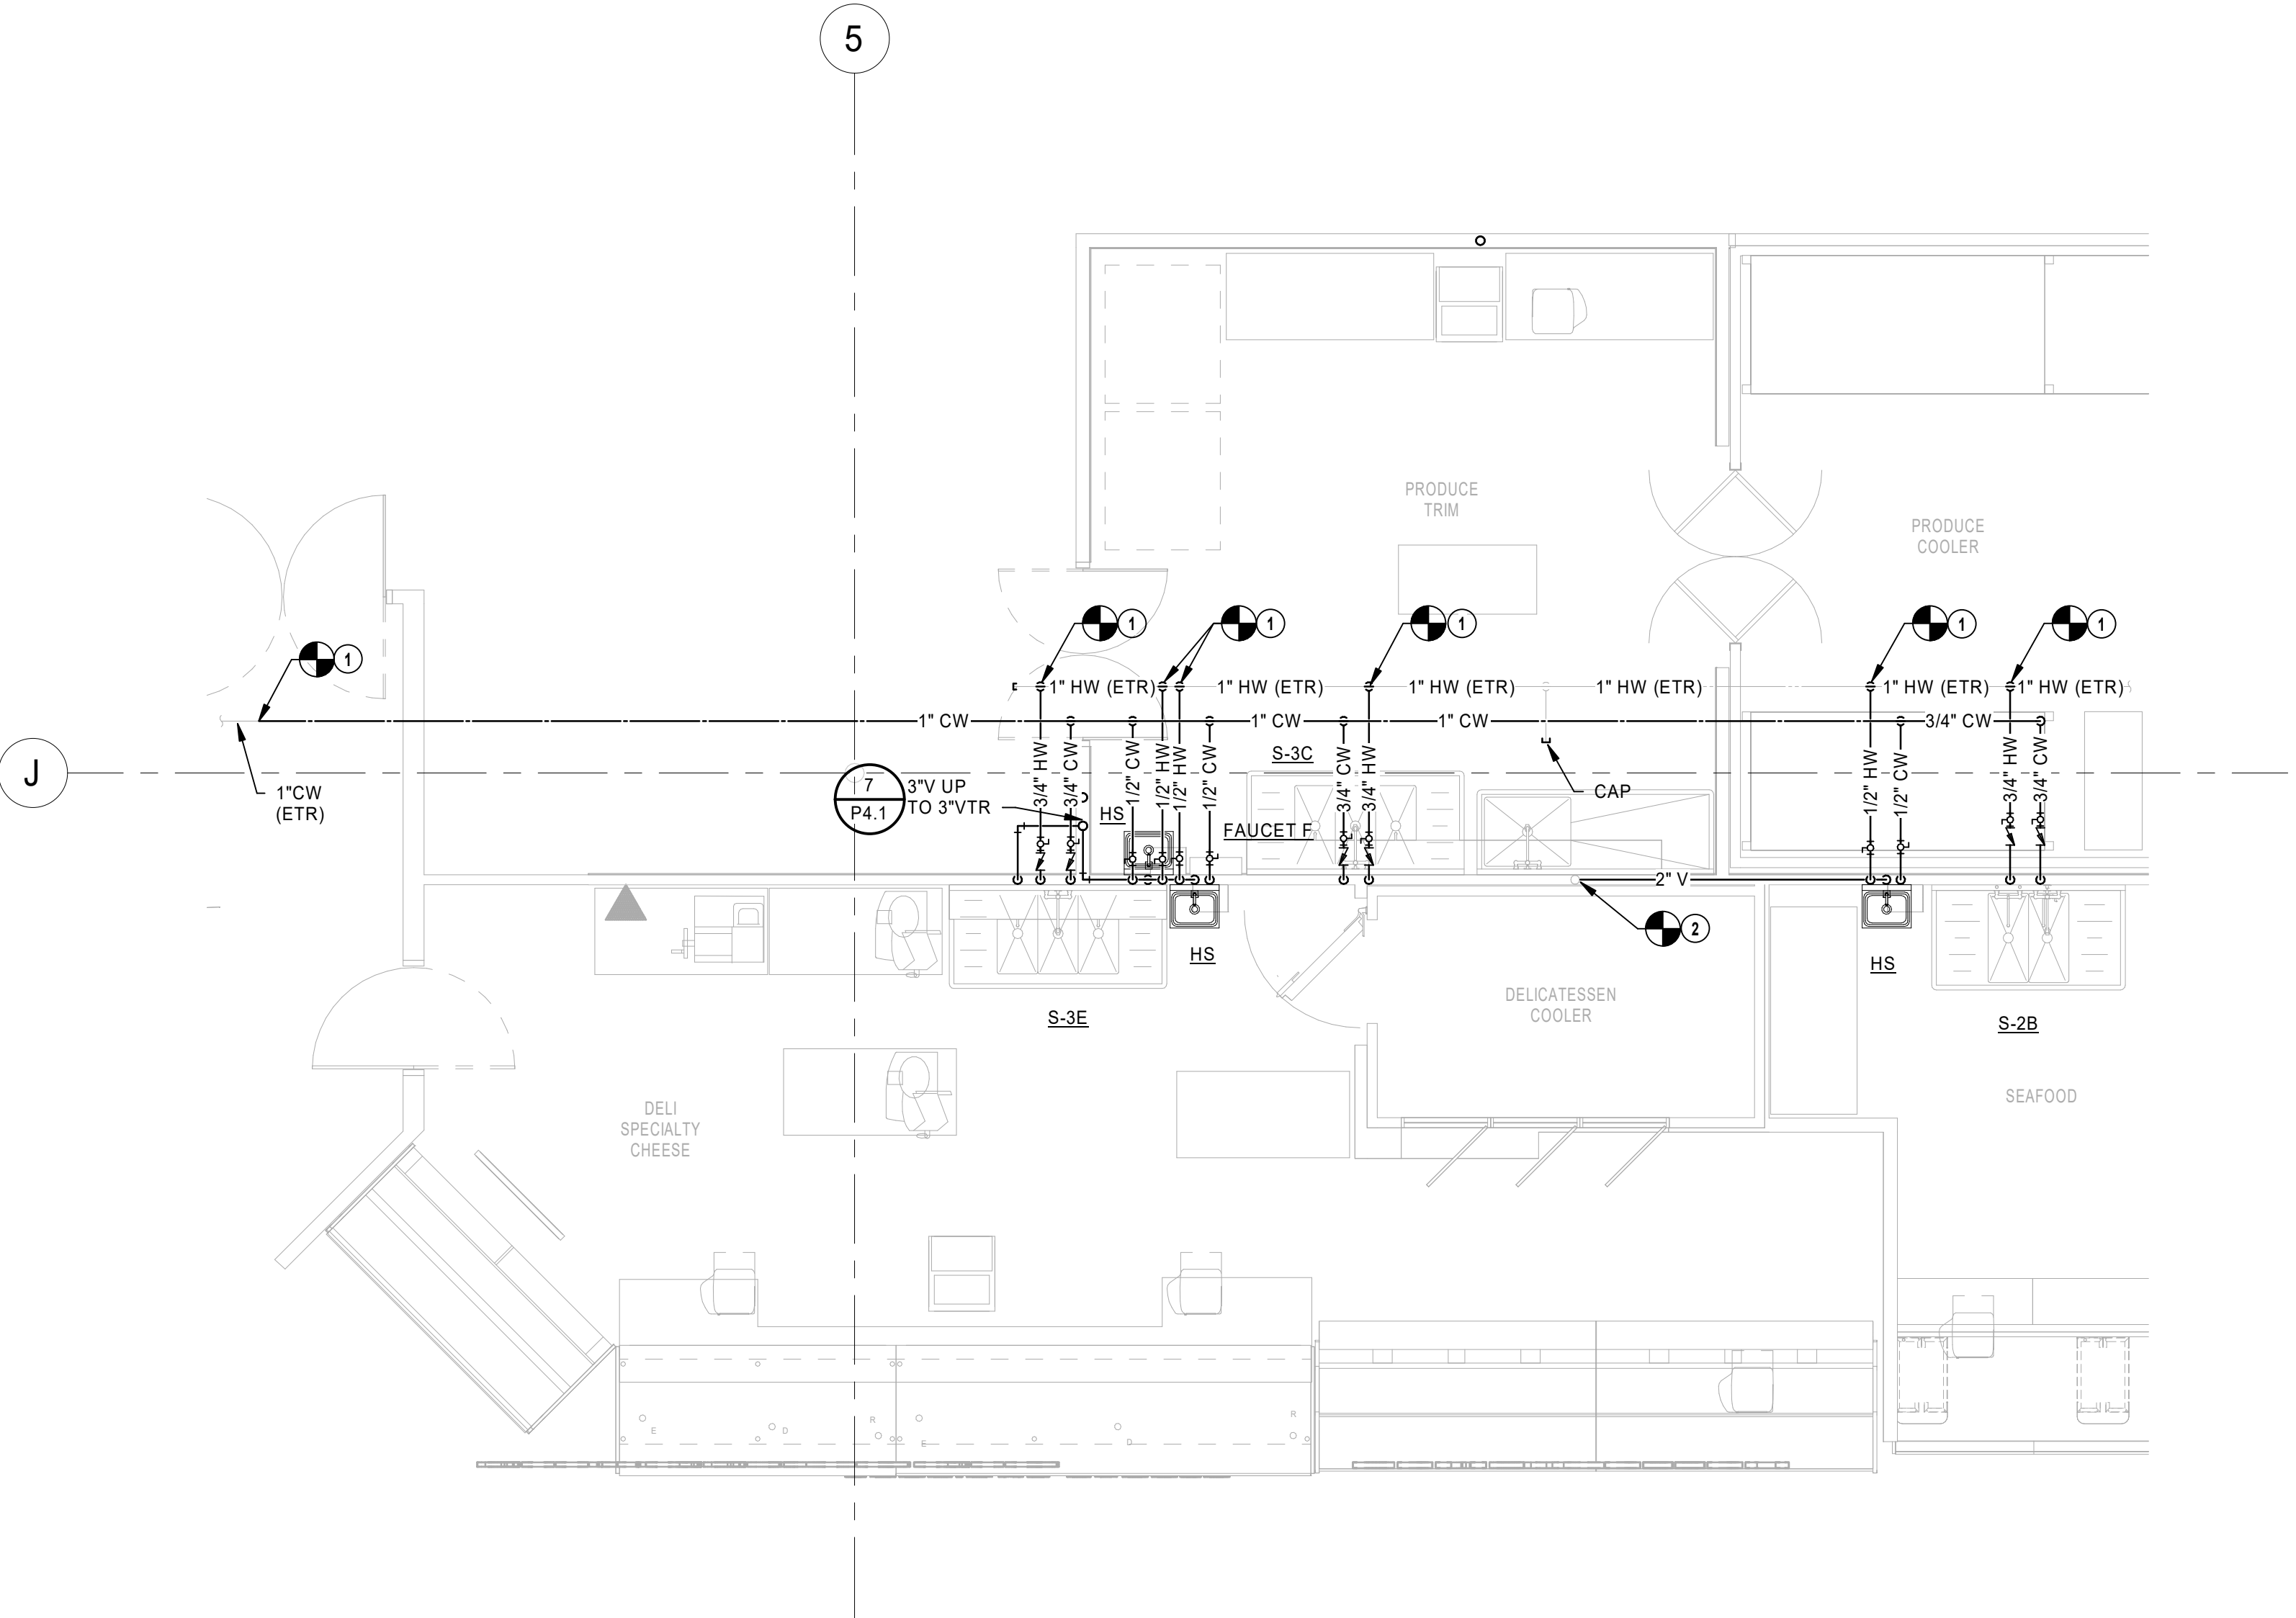 5
PRODUCE
TRIM
PRODUCE
COOLER
1
1
1
1
1
1
1" HW (ETR)
1" HW (ETR)
1" HW (ETR)
1" HW (ETR)
1" HW (ETR)
1" HW (ETR)
1" CW
1" CW
1" CW
3/4" CW
3/4" HW
3/4" CW
1/2" CW
1/2" HW
1/2" HW
1/2" CW
3/4" CW
3/4" HW
1/2" HW
1/2" CW
3/4" HW
3/4" CW
S-3C
J
1"CW
(ETR)
7
P4.1
3"V UP
TO 3"VTR
HS
CAP
FAUCET F
2" V
2
HS
HS
S-3E
S-2B
DELICATESSEN
COOLER
SEAFOOD
DELI
SPECIALTY
CHEESE
E
D
R
E
D
R